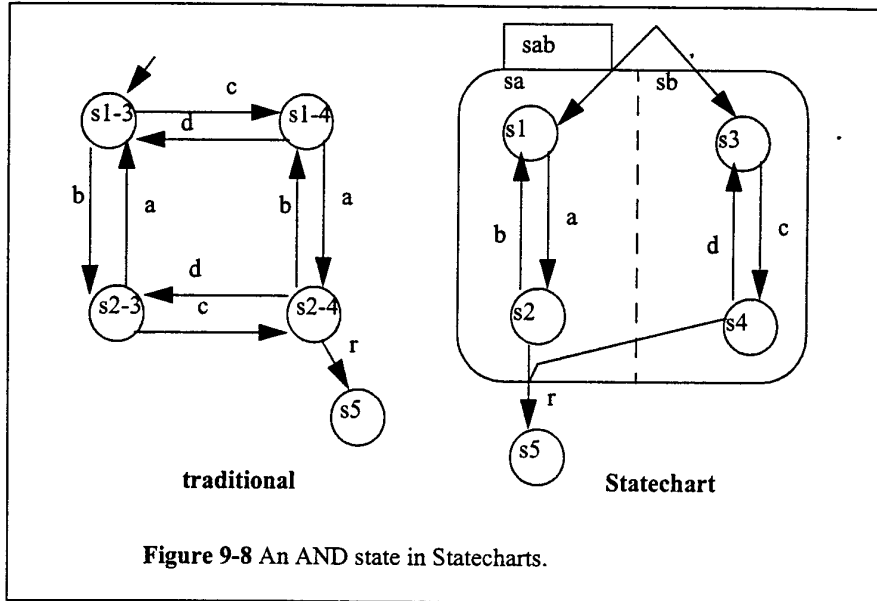 sab
sa
sb
c
s1-3
s1-4
d
s1
s3
b
a
b
a
b
a
d
c
d
s2-3
c
s2-4
s2
s4
r
s5
r
s5
traditional
Statechart
Figure 9-8 An AND state in Statecharts.